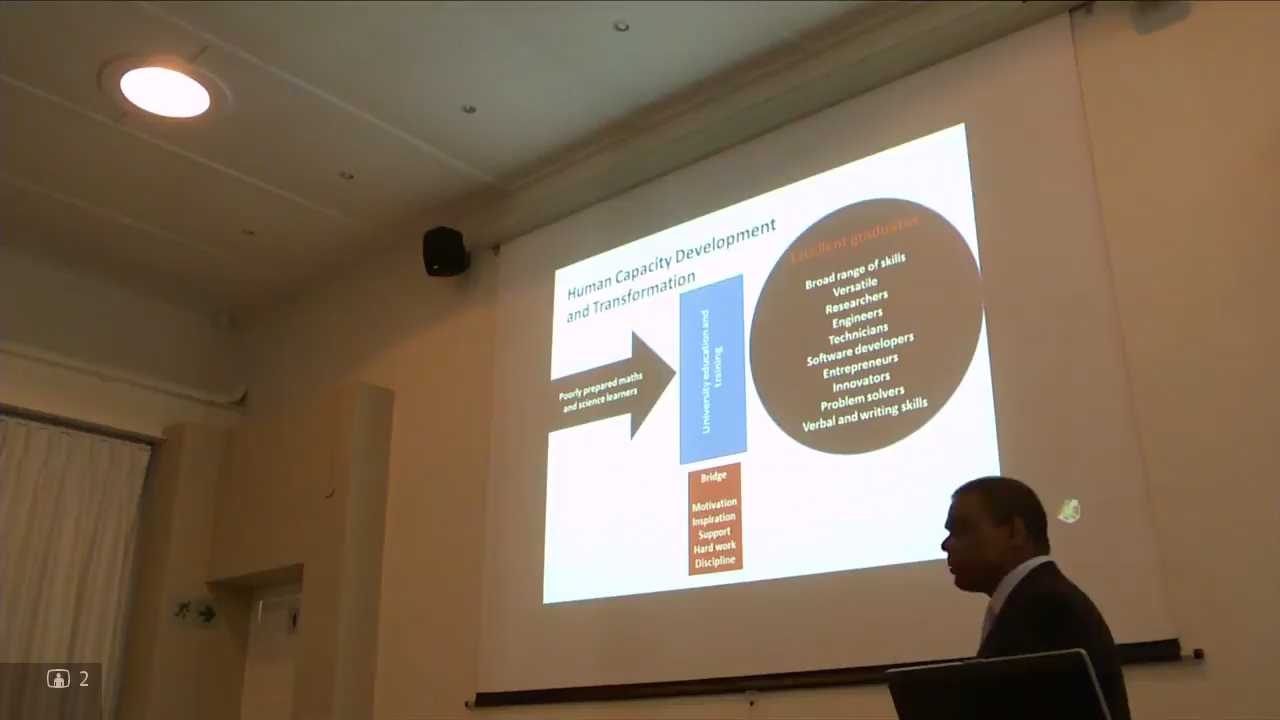 Human Capacity Development
and Transformation
Poorly prepared maths
and science learners
University education and
training
Bridge
Motivation
Inspiration
Support
Hard work
Discipline
Excellent graduates
Broad range of skills
Versatile
Researchers
Engineers
Technicians
Software developers
Entrepreneurs
Innovators
Problem solvers
Verbal and writing skills
2